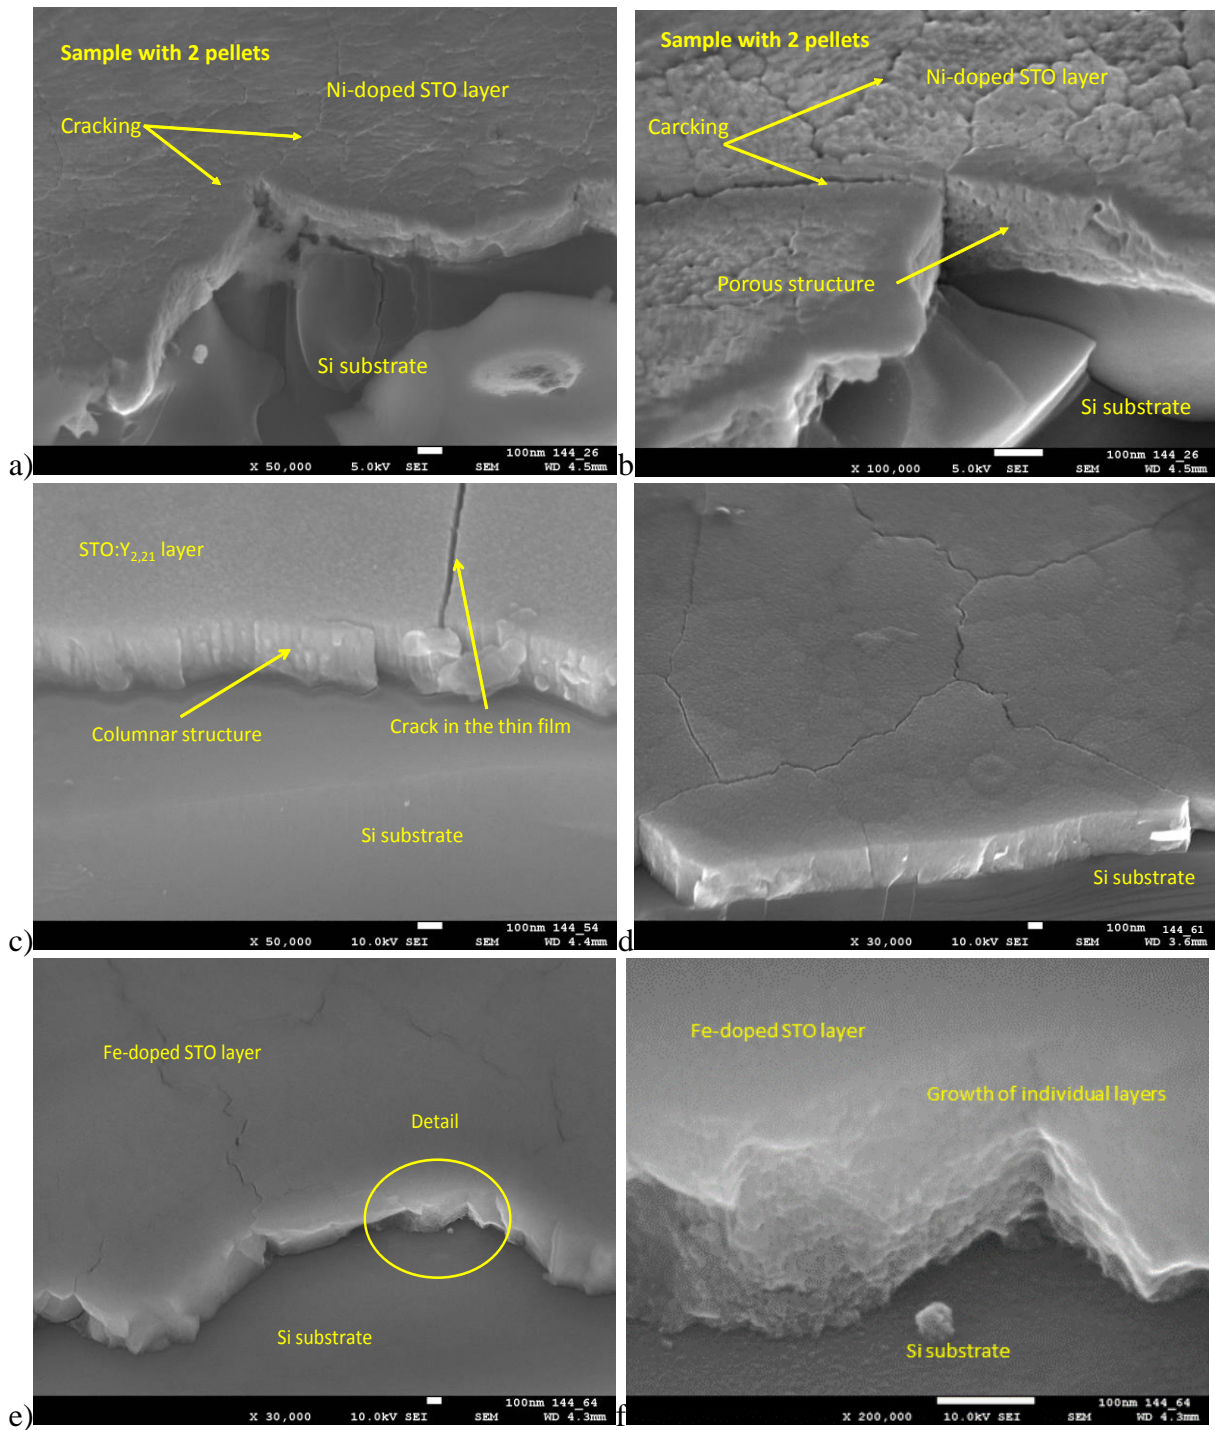 Sample with 2 pellets
Ni-doped STO layer
Cracking
Si substrate
100nm 144_26
X 50,000 5.0kV SEI SEM WD 4.5mm
a)
Sample with 2 pellets
Ni-doped STO layer
Carcking
Porous structure
Si substrate
100nm 144_26
X 100,000 5.0kV SEI SEM WD 4.5mm
b
STO:Y2,21 layer
Columnar structure
Crack in the thin film
Si substrate
100nm 144_54
X 50,000 10.0kV SEI SEM WD 4.4mm
c)
Si substrate
100nm 144_61
X 30,000 10.0kV SEI SEM WD 3.6mm
d
Fe-doped STO layer
Detail
Si substrate
100nm 144_64
X 30,000 10.0kV SEI SEM WD 4.3mm
e)
Fe-doped STO layer
Growth of individual layers
Si substrate
100nm 144_64
X 200,000 10.0kV SEI SEM WD 4.3mm
f